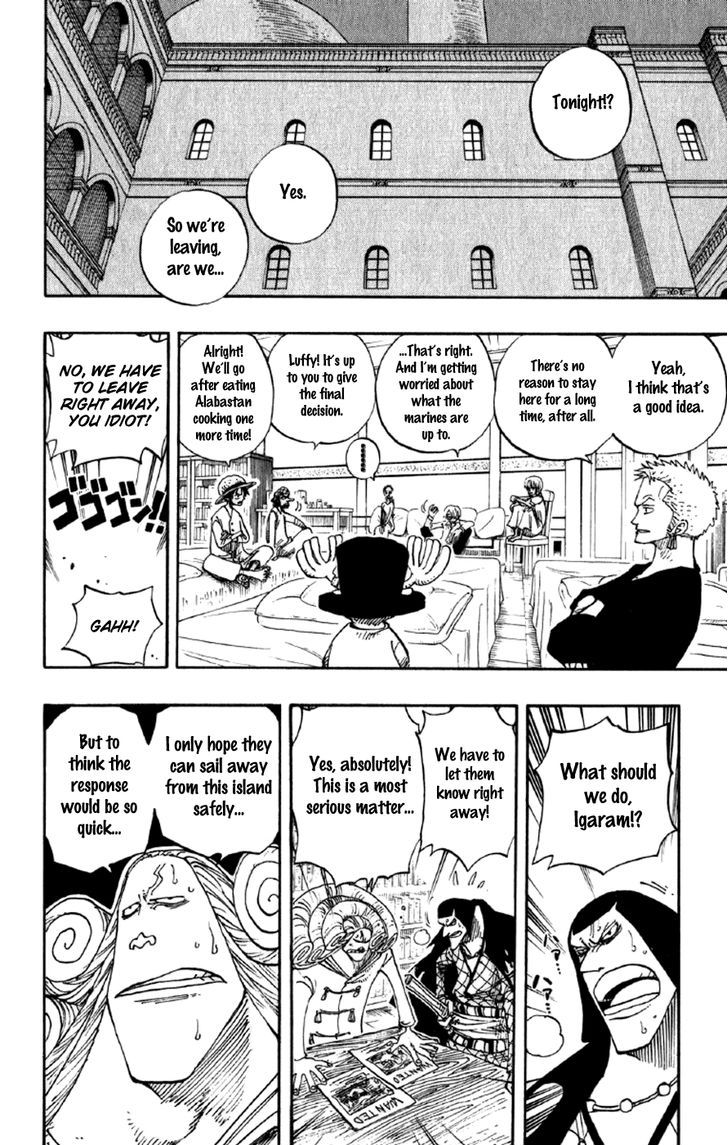 Tonight!?
Yes.
So we're
leaving,
are we...
Yeah,
I think that's
a good idea.
There's no
reason to stay
here for a long
time, after all.
...That's right.
And I'm getting
worried about
what the
marines are
up to.
Luffy! It's up
to you to give
the final
decision.
Alright!
We'll go
after eating
Alabastan
cooking one
more time!
NO, WE HAVE
TO LEAVE
RIGHT AWAY,
YOU IDIOT!
ゴゴゴゴン!!
GAHH!
What should
we do,
Igaram!?
We have to
let them
know right
away!
Yes, absolutely!
This is a most
serious matter...
WANTED
WANTED
I only hope they
can sail away
from this island
safely...
But to
think the
response
would be so
quick...